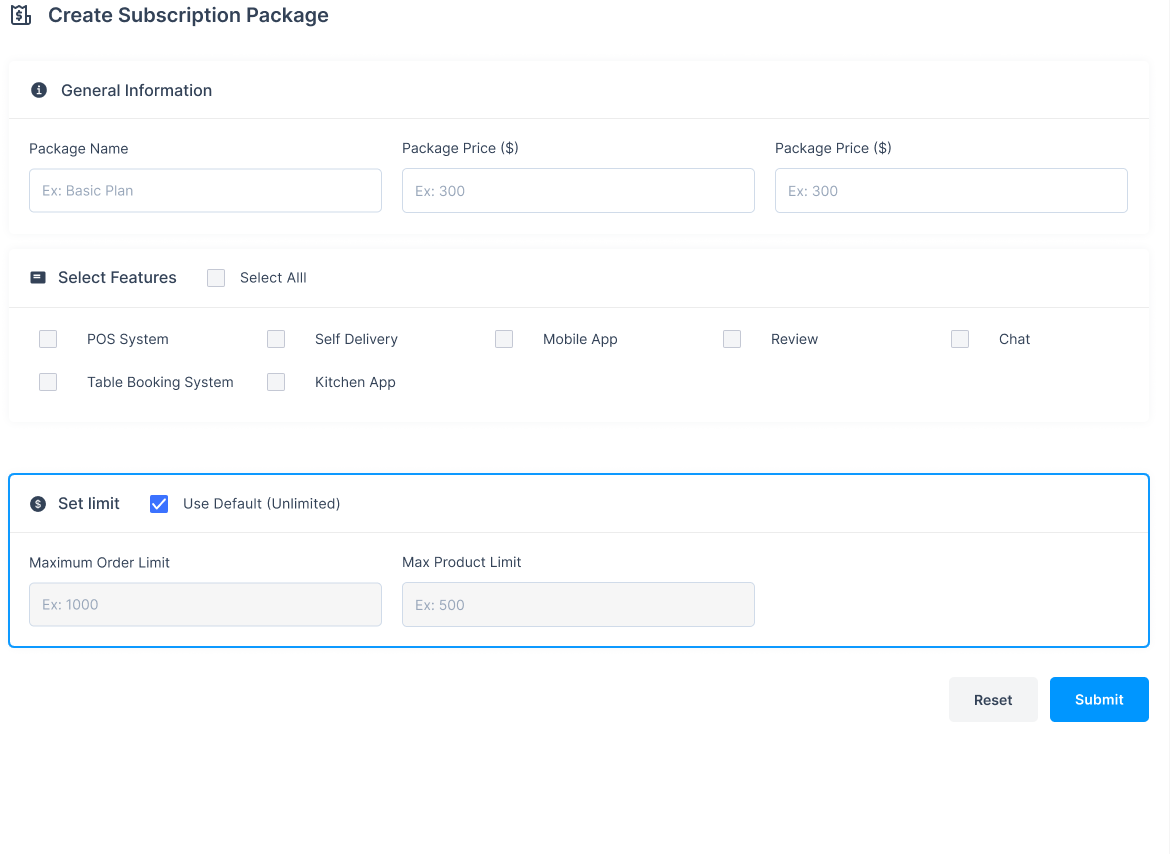 Create Subscription Package
General Information
Package Name
Package Price ($)
Package Price ($)
Ex: Basic Plan
Ex: 300
Ex: 300
Select Features
Select Alll
POS System
Self Delivery
Mobile App
Review
Chat
Table Booking System
Kitchen App
Set limit
Use Default (Unlimited)
Maximum Order Limit
Max Product Limit
Ex: 1000
Ex: 500
Reset
Submit